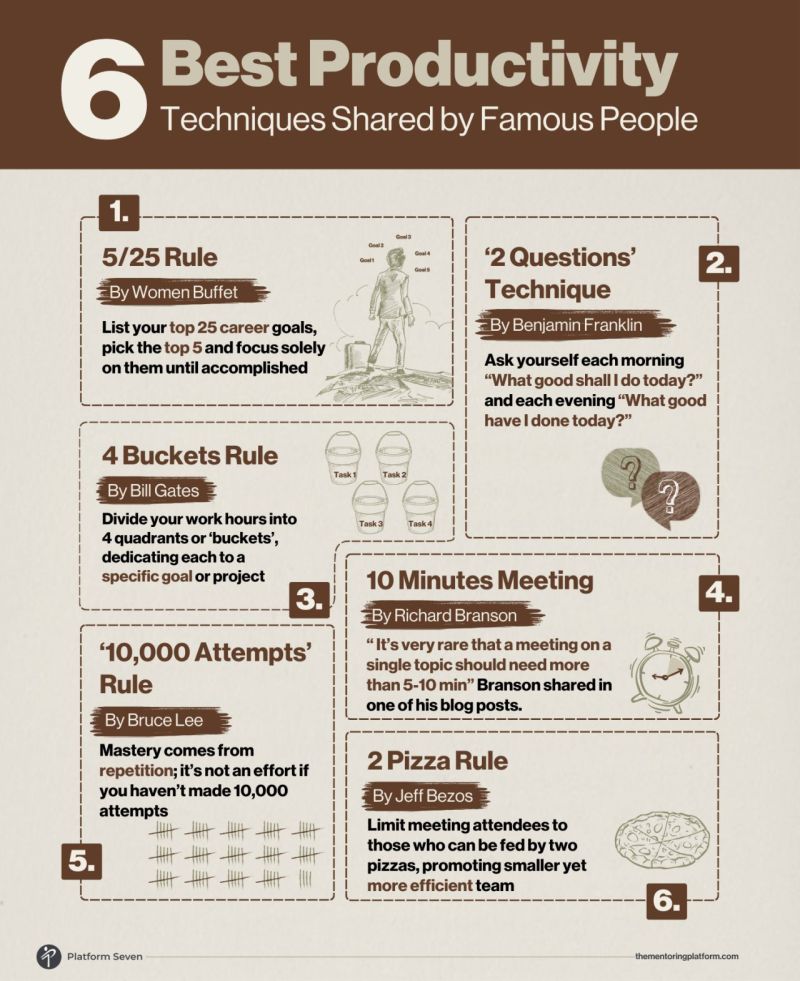 6 Best Productivity
Techniques Shared by Famous People
1.
5/25 Rule
By Women Buffet
List your top 25 career goals,
pick the top 5 and focus solely
on them until accomplished
Goal 1
Goal 2
Goal 3
Goal 4
Goal 5
2.
‘2 Questions’
Technique
By Benjamin Franklin
Ask yourself each morning
“What good shall I do today?”
and each evening “What good
have I done today?”
?
?
4 Buckets Rule
By Bill Gates
Divide your work hours into
4 quadrants or ‘buckets’,
dedicating each to a
specific goal or project
Task 1
Task 2
Task 3
Task 4
3.
10 Minutes Meeting
4.
By Richard Branson
“ It’s very rare that a meeting on a
single topic should need more
than 5-10 min” Branson shared in
one of his blog posts.
‘10,000 Attempts’
Rule
By Bruce Lee
Mastery comes from
repetition; it’s not an effort if
you haven’t made 10,000
attempts
5.
2 Pizza Rule
By Jeff Bezos
Limit meeting attendees to
those who can be fed by two
pizzas, promoting smaller yet
more efficient team
6.
Platform Seven
thementoringplatform.com